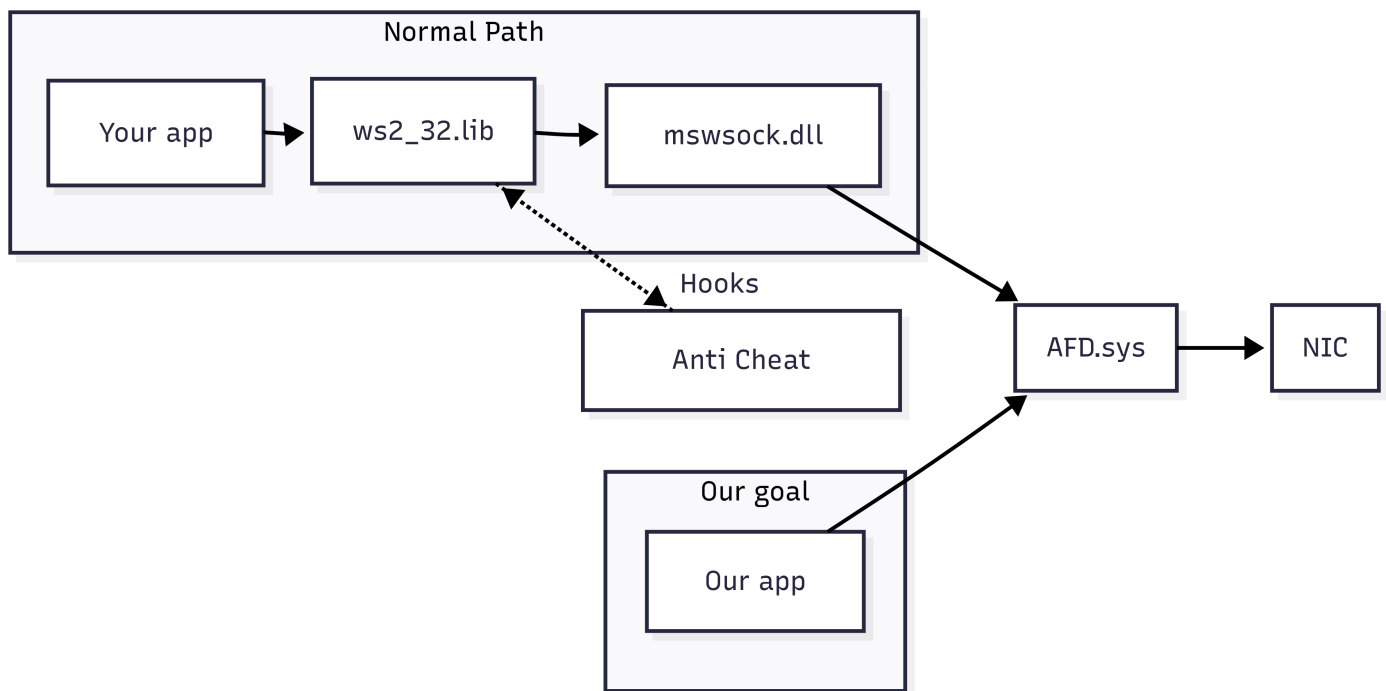 Normal Path
Your app
ws2_32.lib
mswsock.dll
Hooks
Anti Cheat
AFD.sys
NIC
Our goal
Our app